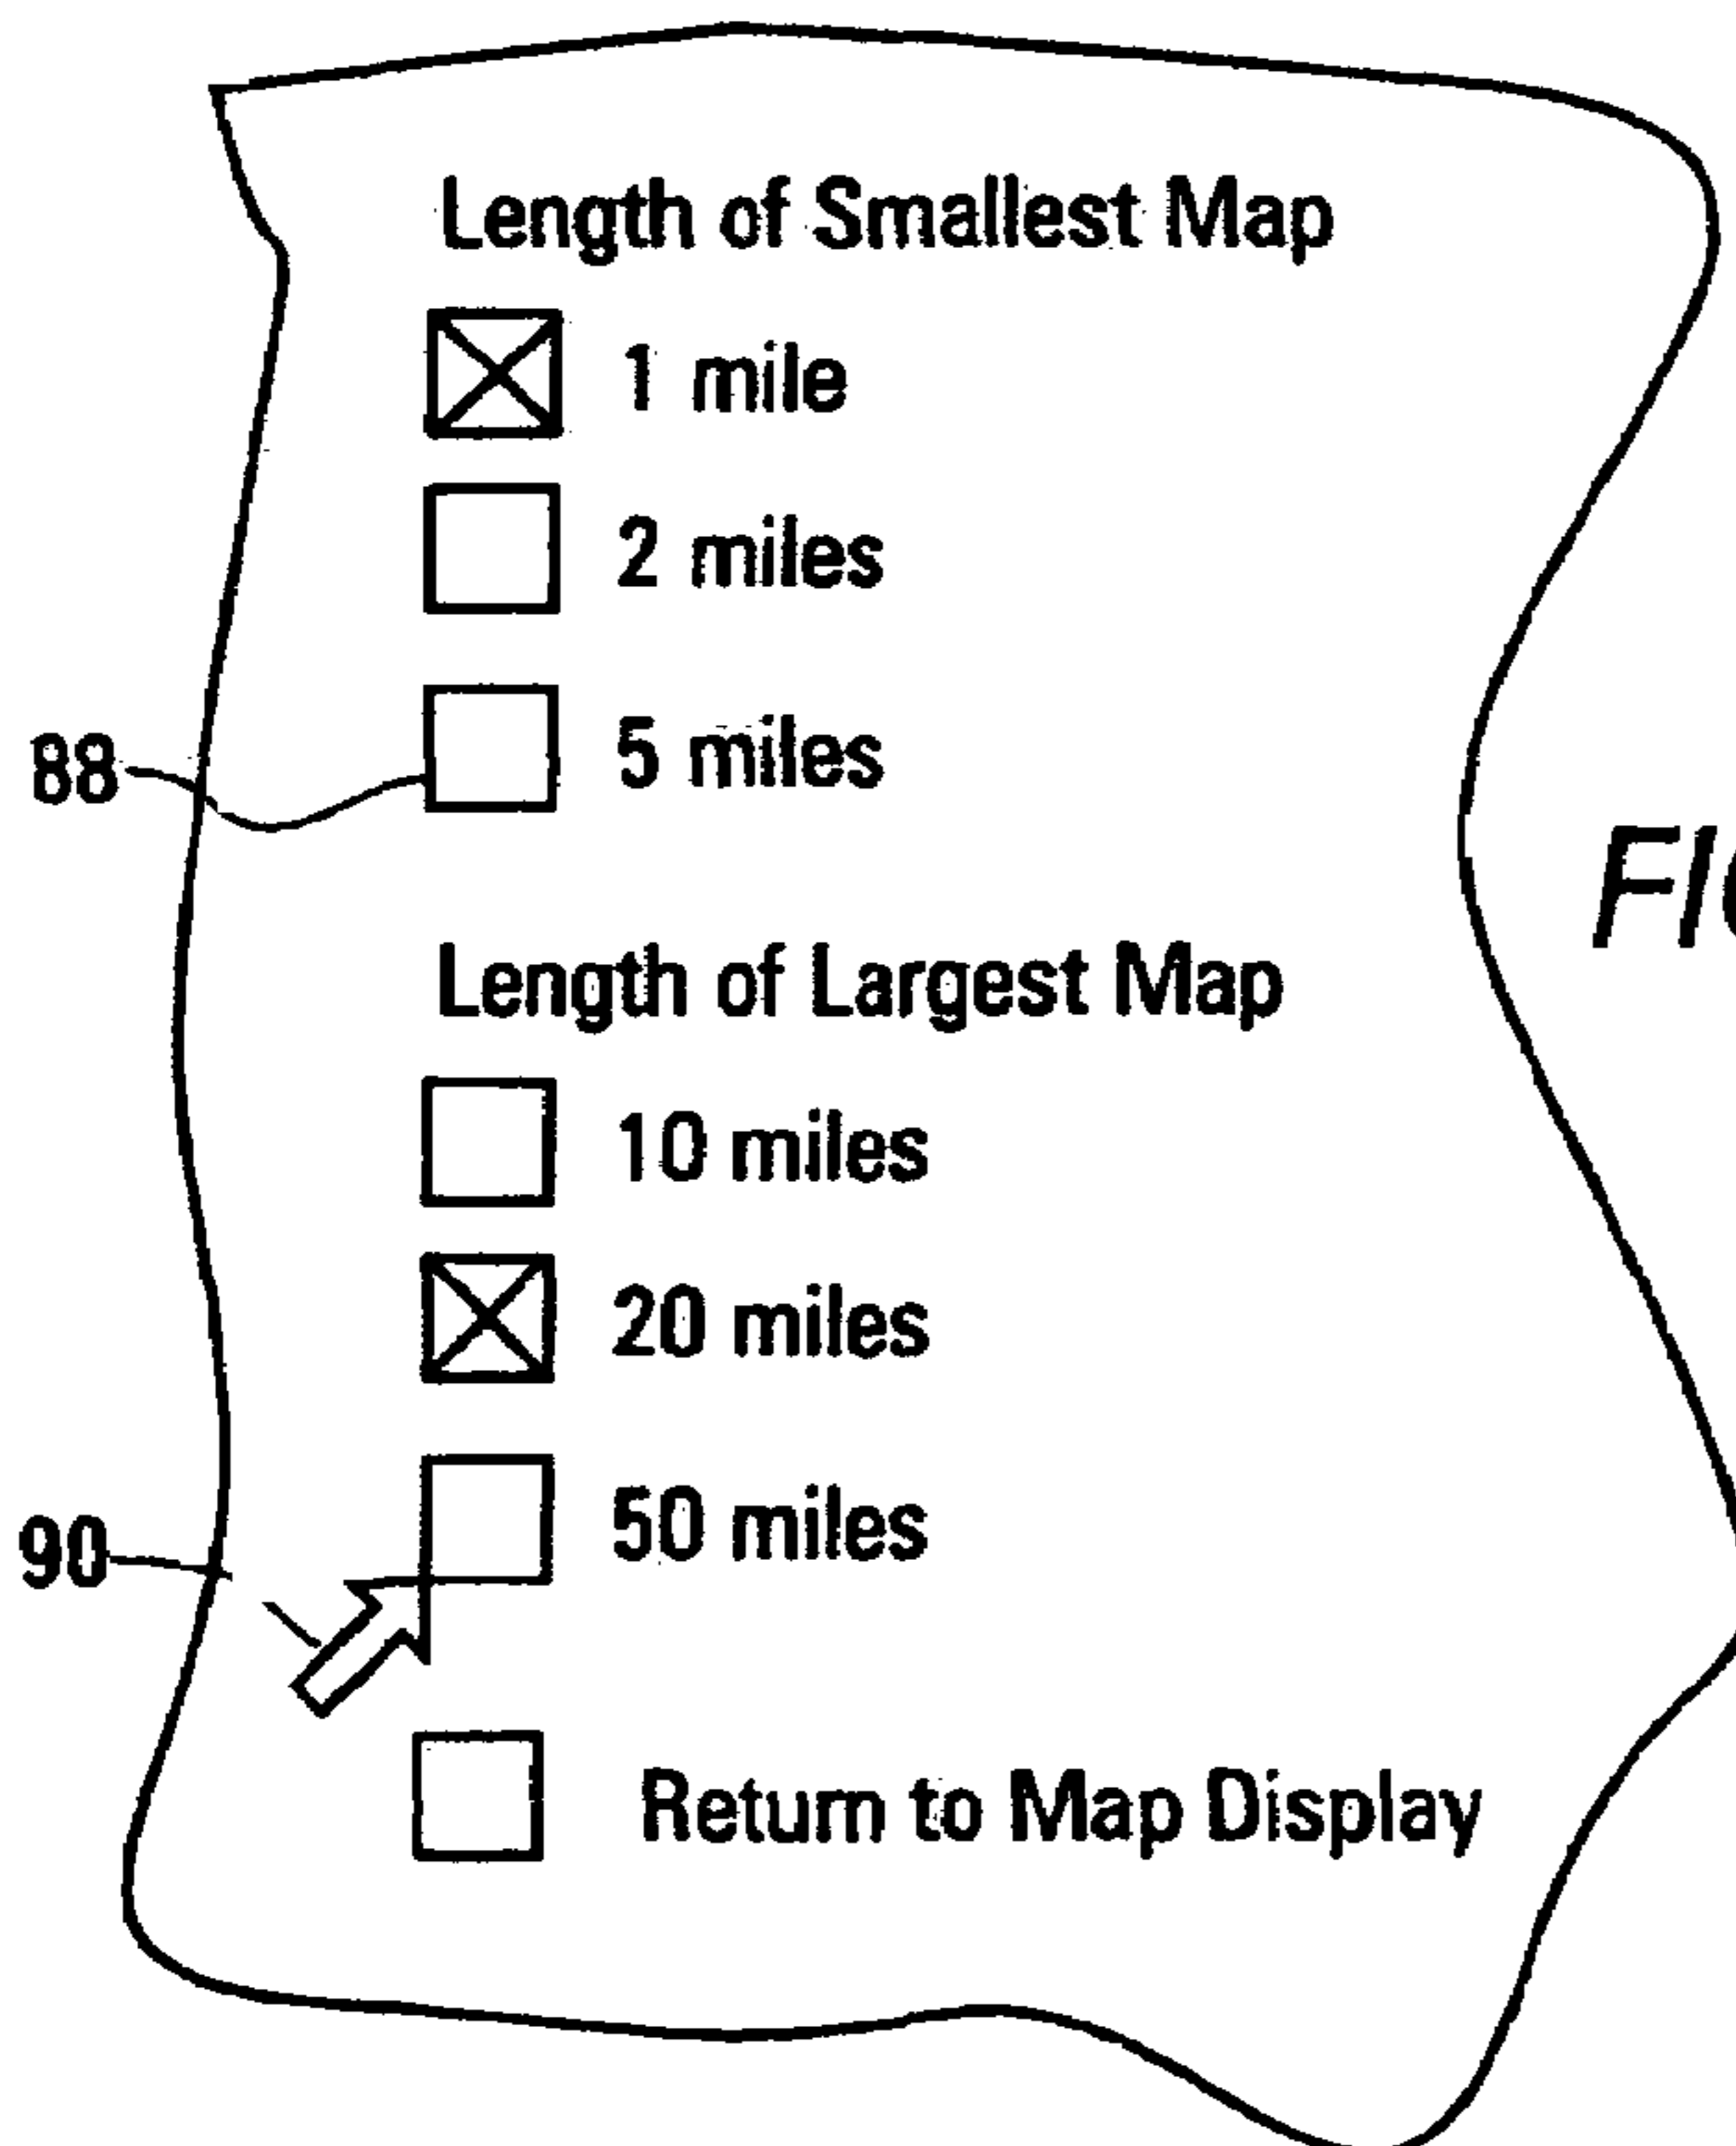 Length of Smallest Map
1 mile
2 miles
5 miles
88
Length of Largest Map
10 miles
20 miles
50 miles
90
Return to Map Display